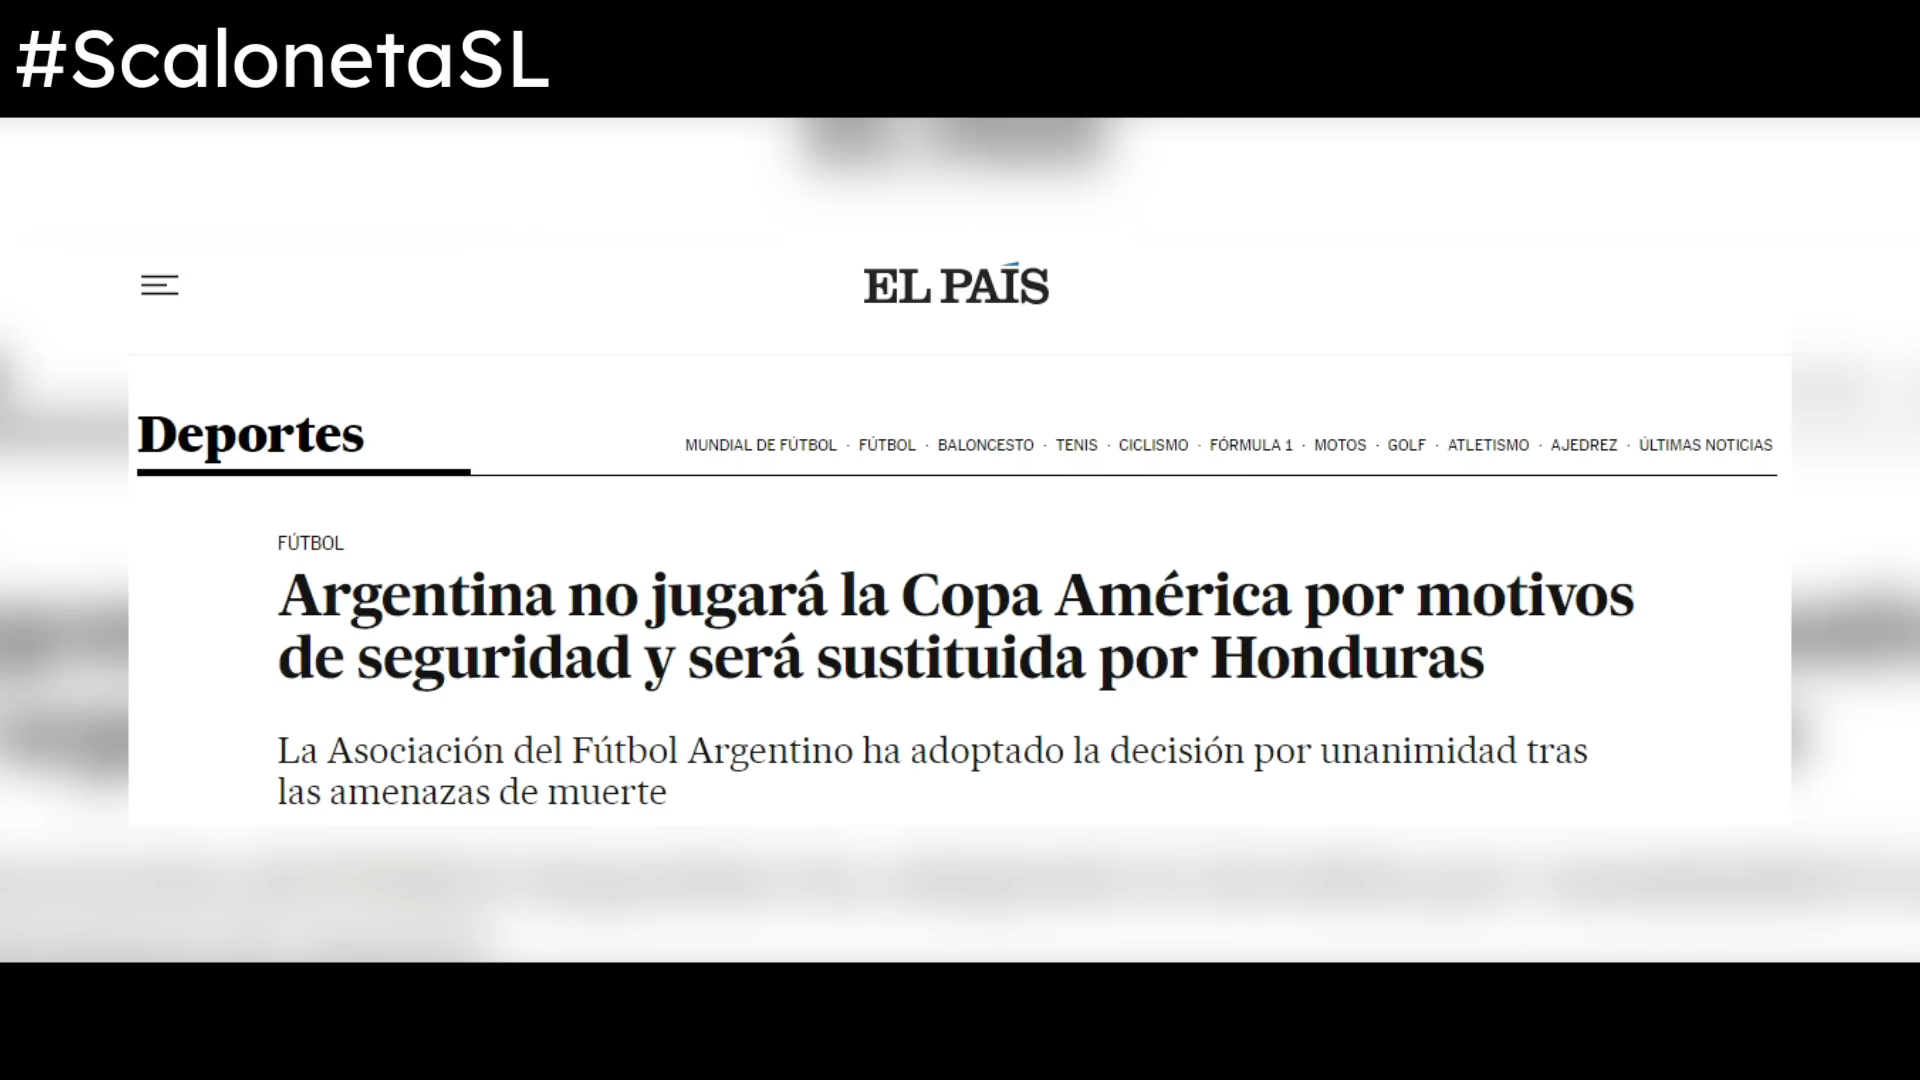 #ScalonetaSL
EL PAÍS
Deportes
MUNDIAL DE FÚTBOL · FÚTBOL · BALONCESTO · TENIS · CICLISMO · FÓRMULA 1 · MOTOS · GOLF · ATLETISMO · AJEDREZ · ÚLTIMAS NOTICIAS
FÚTBOL
Argentina no jugará la Copa América por motivos
de seguridad y será sustituida por Honduras
La Asociación del Fútbol Argentino ha adoptado la decisión por unanimidad tras
las amenazas de muerte